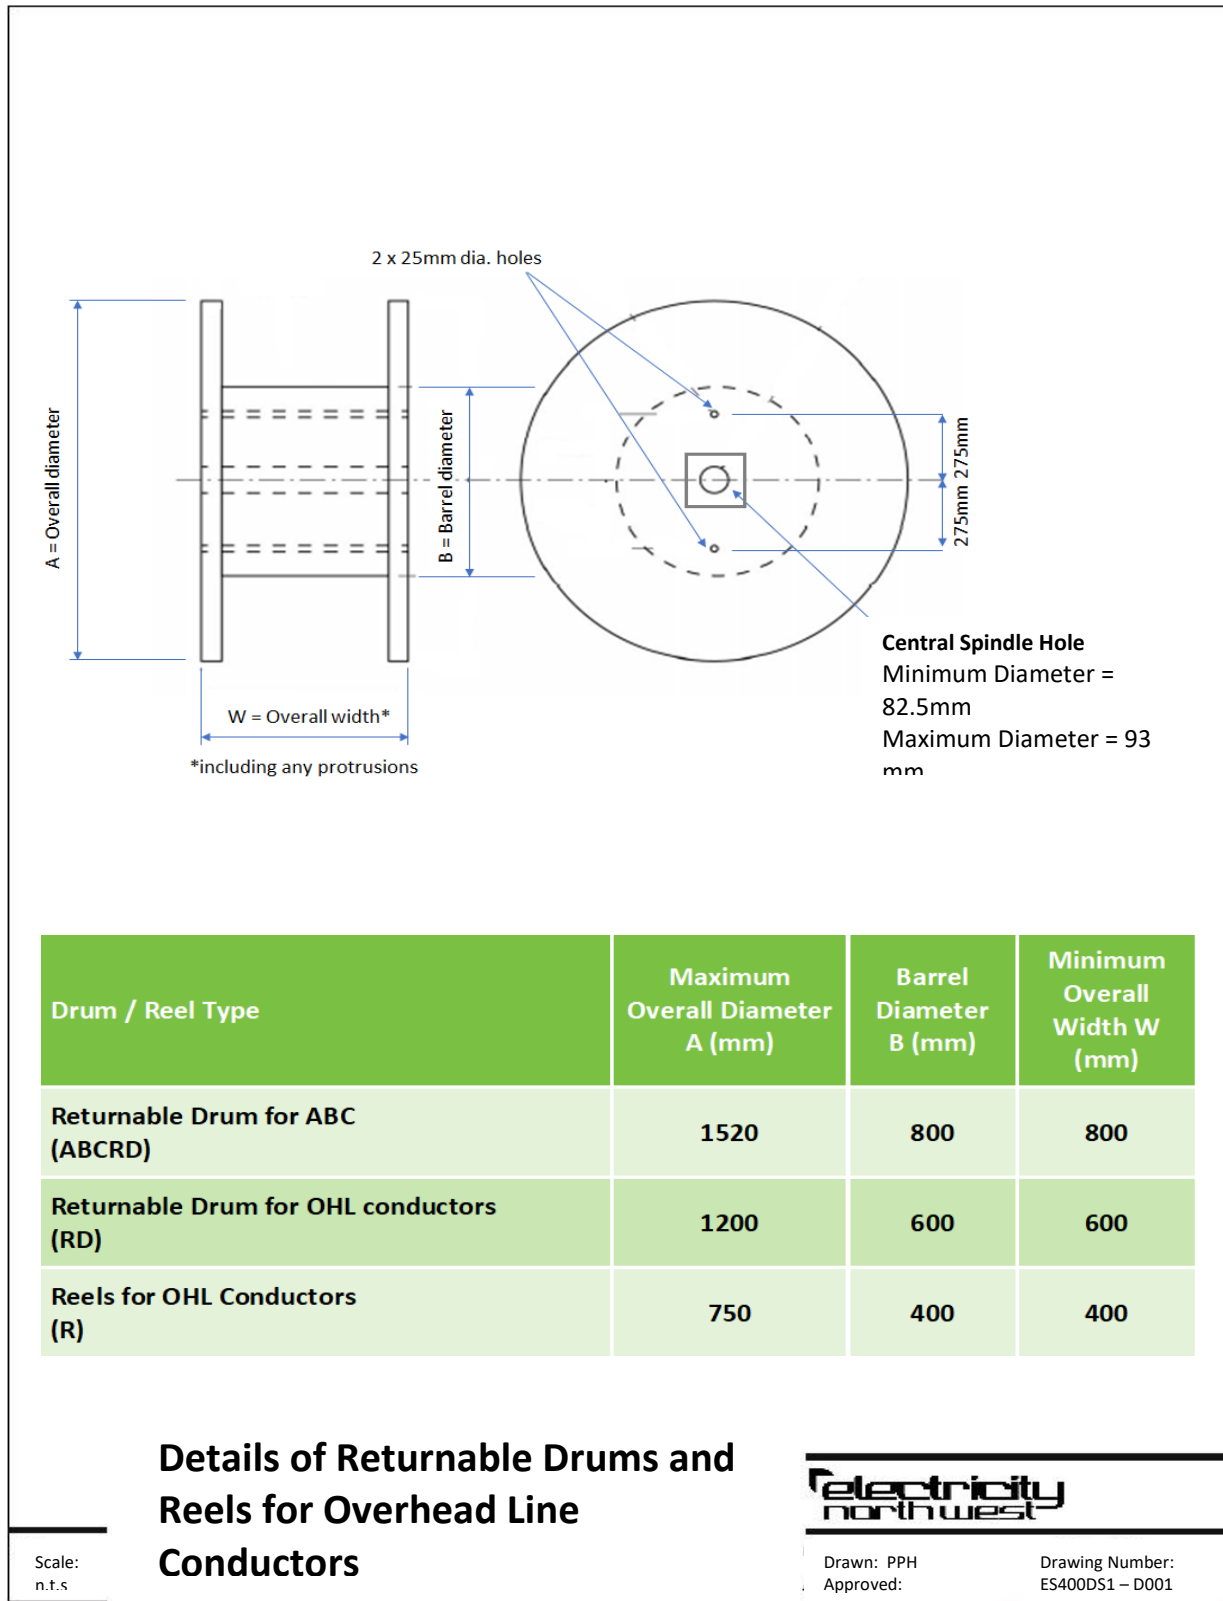 2 x 25mm dia. holes
A = Overall diameter
B = Barrel diameter
275mm
275mm
W = Overall width*
*including any protrusions
Central Spindle Hole
Minimum Diameter =
82.5mm
Maximum Diameter = 93
mm
Drum / Reel Type
Maximum
Overall Diameter
A (mm)
Barrel
Diameter
B (mm)
Minimum
Overall
Width W
(mm)
Returnable Drum for ABC
(ABCRD)
1520
800
800
Returnable Drum for OHL conductors
(RD)
1200
600
600
Reels for OHL Conductors
(R)
750
400
400
Details of Returnable Drums and
Reels for Overhead Line
Conductors
electricity
northwest
Scale:
n.t.s
Drawn: PPH
Approved:
Drawing Number:
ES400DS1 – D001